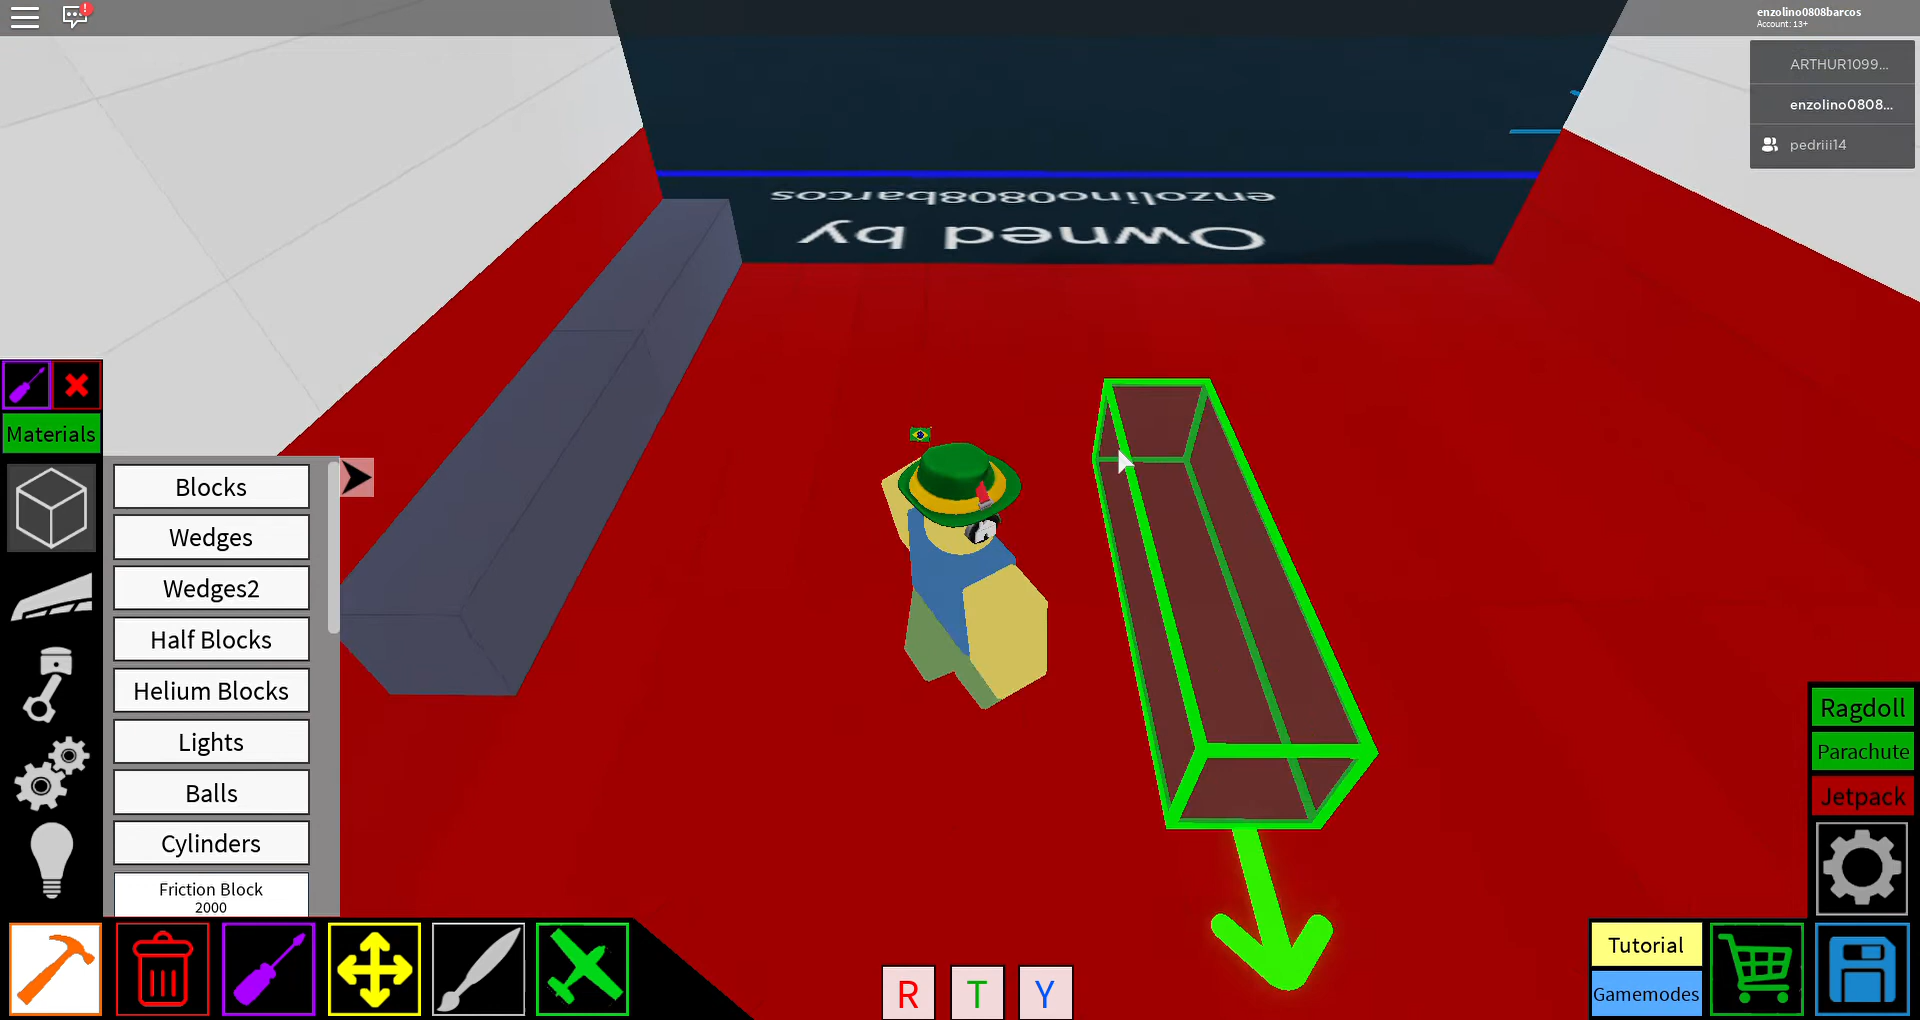 enzolino0808barcos
Account: 13+
ARTHUR1099...
enzolino0808...
pedriii14
enzolino0808barcos
Owned by
Materials
Blocks
Wedges
Wedges2
Half Blocks
Helium Blocks
Lights
Balls
Cylinders
Friction Block
2000
Ragdoll
Parachute
Jetpack
Tutorial
Gamemodes
R T Y